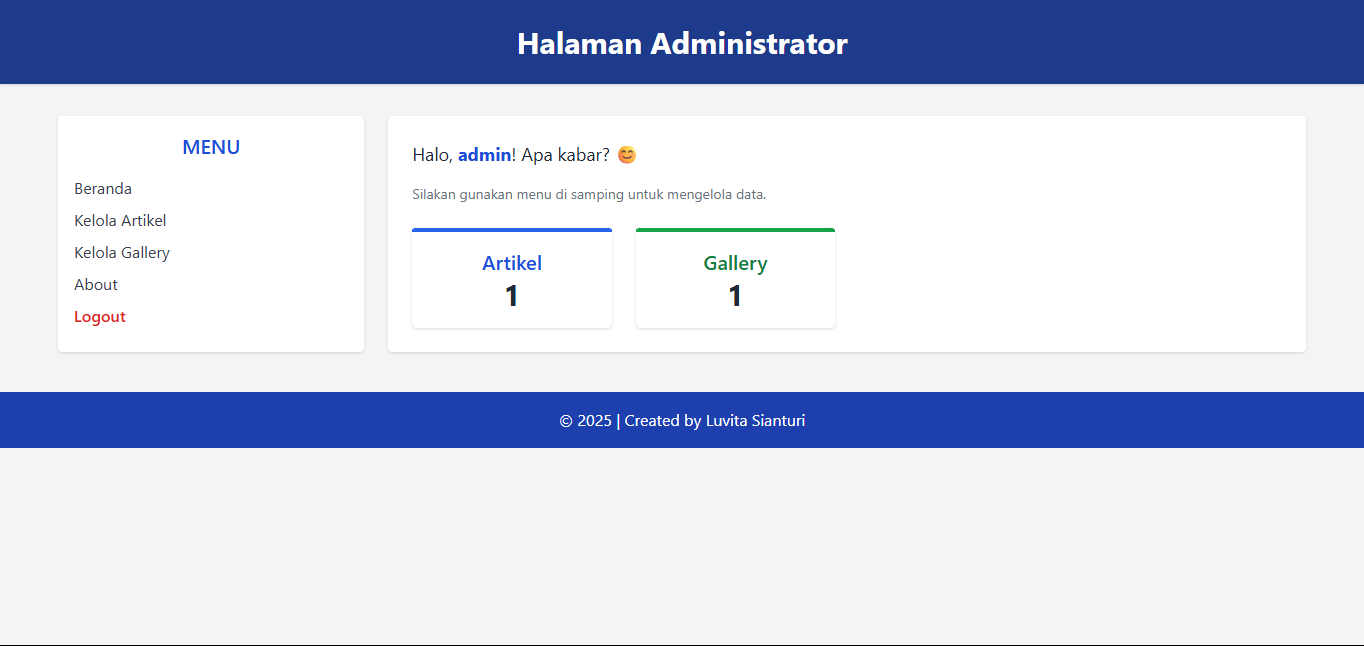 Halaman Administrator
MENU
Beranda
Kelola Artikel
Kelola Gallery
About
Logout
Halo, admin! Apa kabar? 😊
Silakan gunakan menu di samping untuk mengelola data.
Artikel
1
Gallery
1
© 2025 | Created by Luvita Sianturi